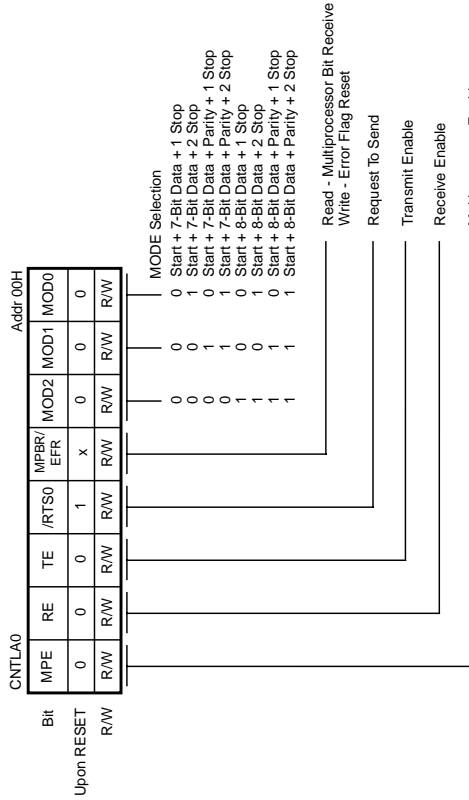 CNTLA0 Addr 00H
Bit MPE RE TE /RTS0 MPBR/ EFR MOD2 MOD1 MOD0
Upon RESET 0 0 0 1 x 0 0 0
R/W R/W R/W R/W R/W R/W R/W R/W R/W
MODE Selection
0 0 0 Start + 7-Bit Data + 1 Stop
0 0 1 Start + 7-Bit Data + 2 Stop
0 1 0 Start + 7-Bit Data + Parity + 1 Stop
0 1 1 Start + 7-Bit Data + Parity + 2 Stop
1 0 0 Start + 8-Bit Data + 1 Stop
1 0 1 Start + 8-Bit Data + 2 Stop
1 1 0 Start + 8-Bit Data + Parity + 1 Stop
1 1 1 Start + 8-Bit Data + Parity + 2 Stop
Read - Multiprocessor Bit Receive
Write - Error Flag Reset
Request To Send
Transmit Enable
Receive Enable